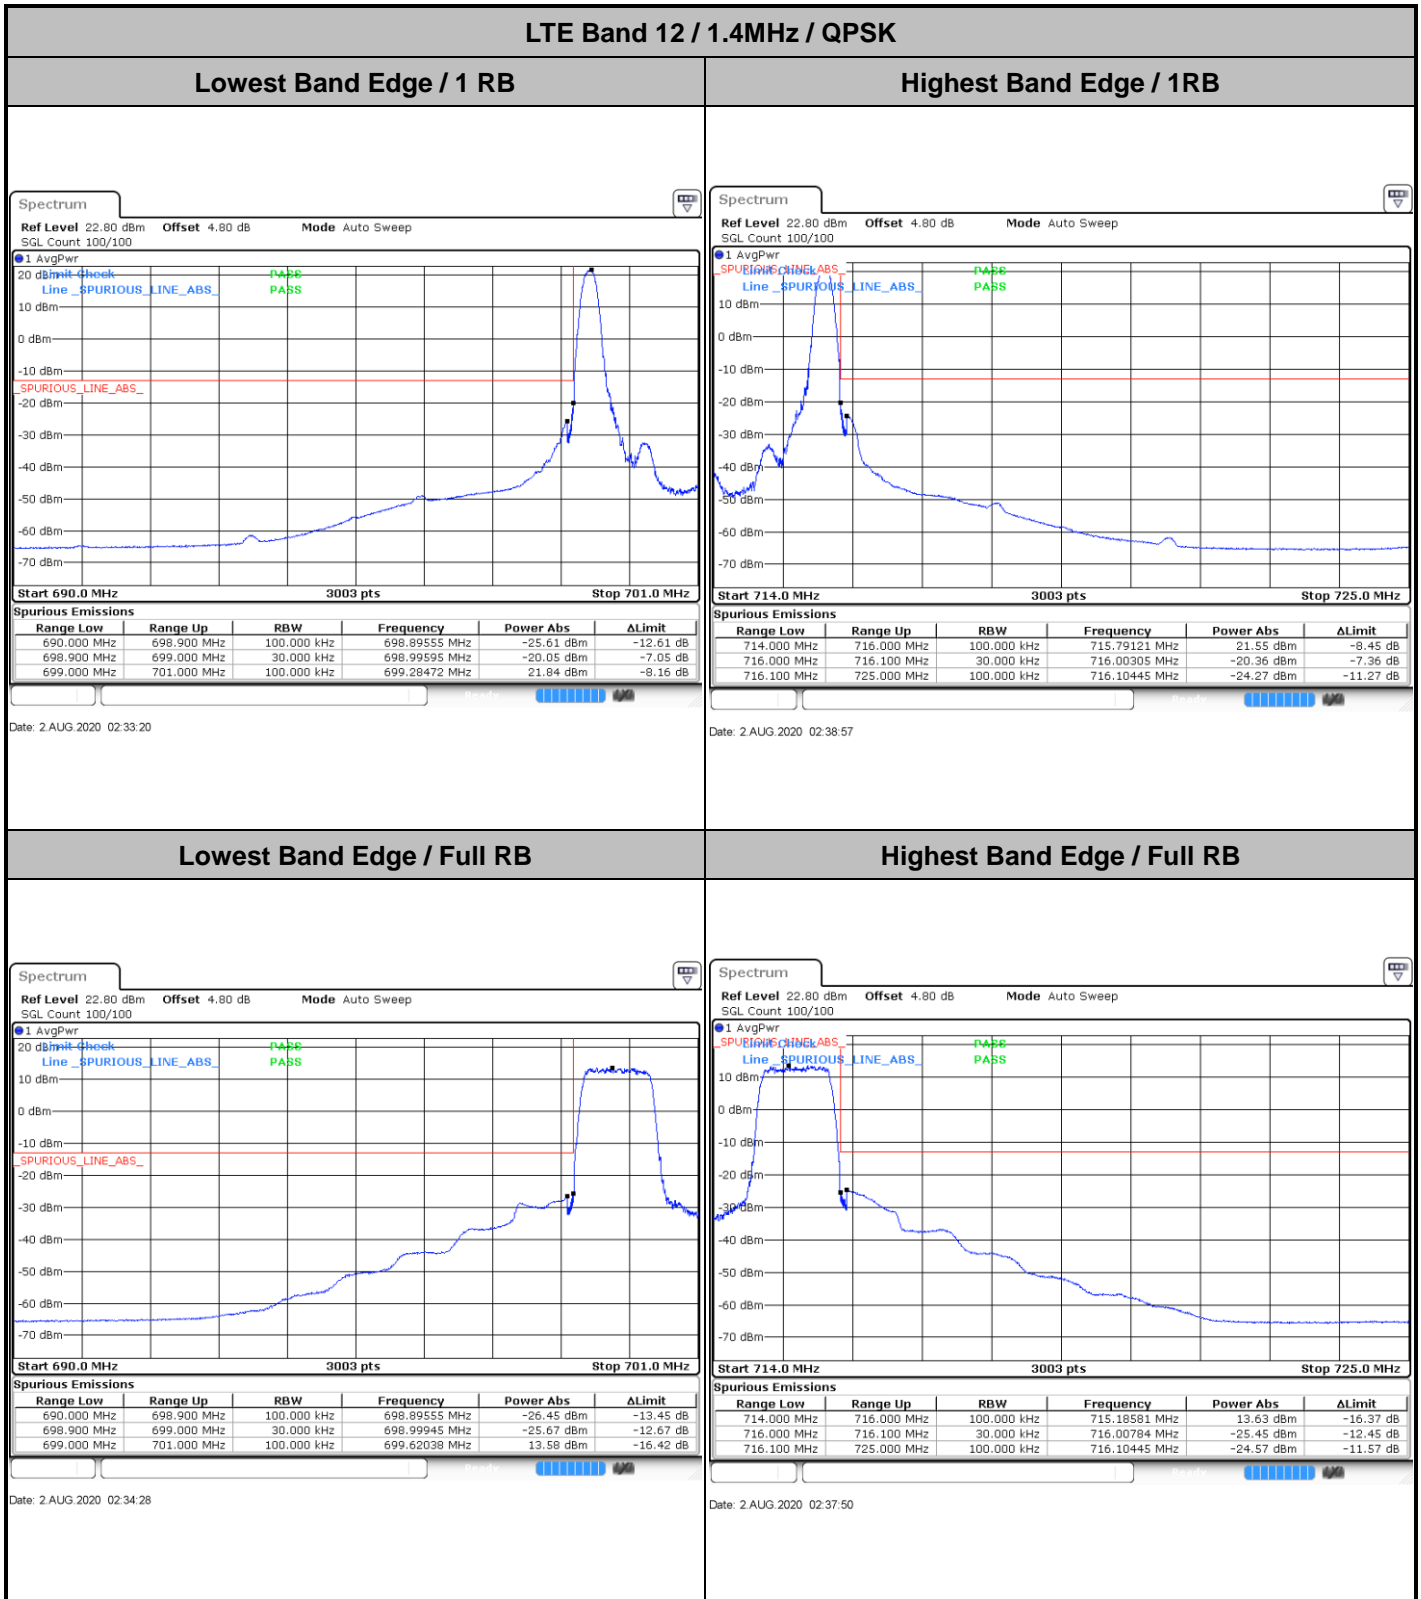 LTE Band 12 / 1.4MHz / QPSK
Lowest Band Edge / 1 RB
Highest Band Edge / 1RB
Spectrum
Ref Level 22.80 dBm Offset 4.80 dB Mode Auto Sweep
SGL Count 100/100
1 AvgPwr
20 dBm
Limit Check PASS
Line _SPURIOUS_LINE_ABS_ PASS
10 dBm
0 dBm
-10 dBm
_SPURIOUS_LINE_ABS_
-20 dBm
-30 dBm
-40 dBm
-50 dBm
-60 dBm
-70 dBm
Start 690.0 MHz 3003 pts Stop 701.0 MHz
Spurious Emissions
Range Low Range Up RBW Frequency Power Abs ΔLimit
690.000 MHz 698.900 MHz 100.000 kHz 698.89555 MHz -25.61 dBm -12.61 dB
698.900 MHz 699.000 MHz 30.000 kHz 698.99595 MHz -20.05 dBm -7.05 dB
699.000 MHz 701.000 MHz 100.000 kHz 699.28472 MHz 21.84 dBm -8.16 dB
Ready
Date: 2.AUG.2020 02:33:20
Spectrum
Ref Level 22.80 dBm Offset 4.80 dB Mode Auto Sweep
SGL Count 100/100
1 AvgPwr
_SPURIOUS_LINE_ABS_
Limit Check PASS
Line _SPURIOUS_LINE_ABS_ PASS
10 dBm
0 dBm
-10 dBm
-20 dBm
-30 dBm
-40 dBm
-50 dBm
-60 dBm
-70 dBm
Start 714.0 MHz 3003 pts Stop 725.0 MHz
Spurious Emissions
Range Low Range Up RBW Frequency Power Abs ΔLimit
714.000 MHz 716.000 MHz 100.000 kHz 715.79121 MHz 21.55 dBm -8.45 dB
716.000 MHz 716.100 MHz 30.000 kHz 716.00305 MHz -20.36 dBm -7.36 dB
716.100 MHz 725.000 MHz 100.000 kHz 716.10445 MHz -24.27 dBm -11.27 dB
Ready
Date: 2.AUG.2020 02:38:57
Lowest Band Edge / Full RB
Highest Band Edge / Full RB
Spectrum
Ref Level 22.80 dBm Offset 4.80 dB Mode Auto Sweep
SGL Count 100/100
1 AvgPwr
20 dBm
Limit Check PASS
Line _SPURIOUS_LINE_ABS_ PASS
10 dBm
0 dBm
-10 dBm
_SPURIOUS_LINE_ABS_
-20 dBm
-30 dBm
-40 dBm
-50 dBm
-60 dBm
-70 dBm
Start 690.0 MHz 3003 pts Stop 701.0 MHz
Spurious Emissions
Range Low Range Up RBW Frequency Power Abs ΔLimit
690.000 MHz 698.900 MHz 100.000 kHz 698.89555 MHz -26.45 dBm -13.45 dB
698.900 MHz 699.000 MHz 30.000 kHz 698.99945 MHz -25.67 dBm -12.67 dB
699.000 MHz 701.000 MHz 100.000 kHz 699.62038 MHz 13.58 dBm -16.42 dB
Ready
Date: 2.AUG.2020 02:34:28
Spectrum
Ref Level 22.80 dBm Offset 4.80 dB Mode Auto Sweep
SGL Count 100/100
1 AvgPwr
_SPURIOUS_LINE_ABS_
Limit Check PASS
Line _SPURIOUS_LINE_ABS_ PASS
10 dBm
0 dBm
-10 dBm
-20 dBm
-30 dBm
-40 dBm
-50 dBm
-60 dBm
-70 dBm
Start 714.0 MHz 3003 pts Stop 725.0 MHz
Spurious Emissions
Range Low Range Up RBW Frequency Power Abs ΔLimit
714.000 MHz 716.000 MHz 100.000 kHz 715.18581 MHz 13.63 dBm -16.37 dB
716.000 MHz 716.100 MHz 30.000 kHz 716.00784 MHz -25.45 dBm -12.45 dB
716.100 MHz 725.000 MHz 100.000 kHz 716.10445 MHz -24.57 dBm -11.57 dB
Ready
Date: 2.AUG.2020 02:37:50